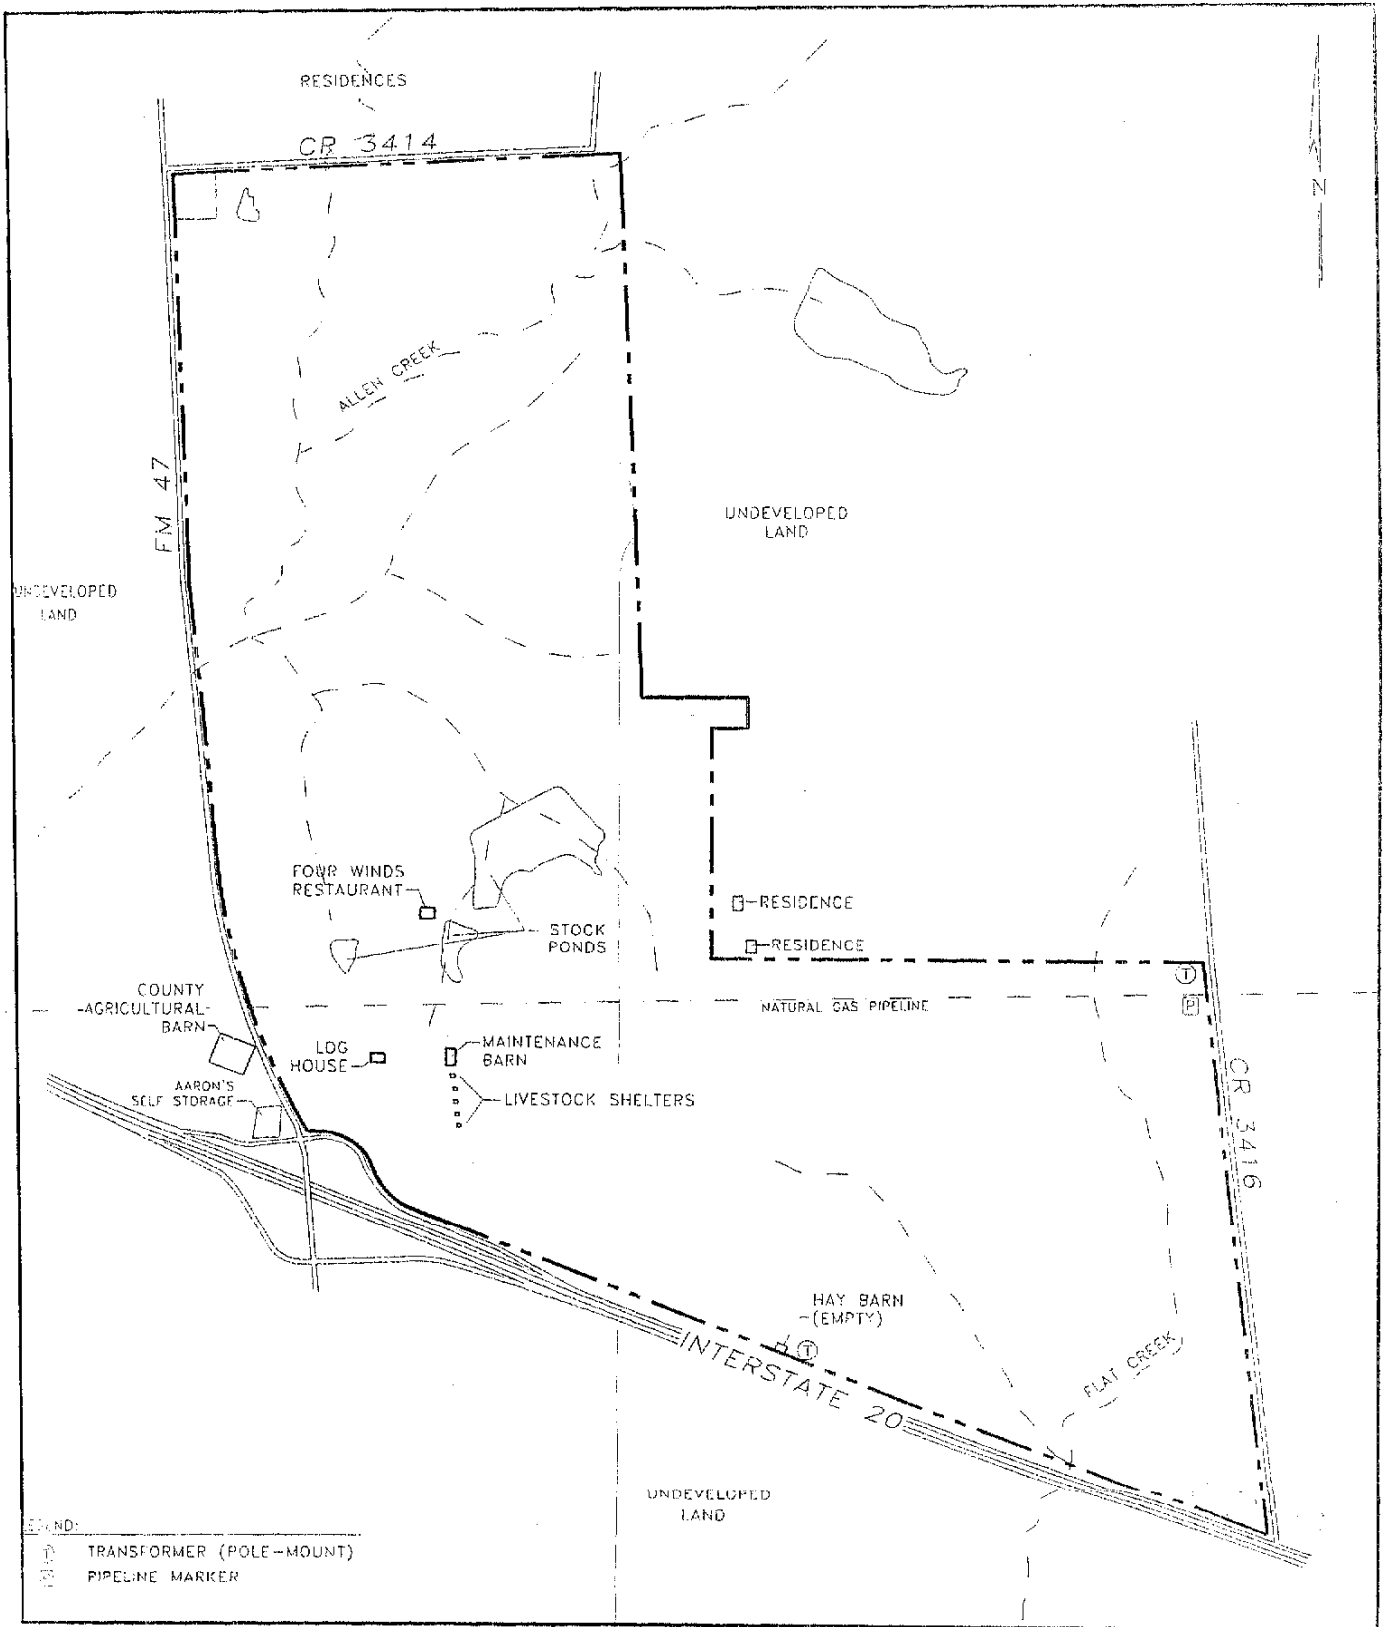 RESIDENCES
CR 3414
N
ALLEN CREEK
FM 47
UNDEVELOPED
LAND
UNDEVELOPED
LAND
FOUR WINDS
RESTAURANT
RESIDENCE
STOCK
PONDS
RESIDENCE
T
COUNTY
AGRICULTURAL
BARN
NATURAL GAS PIPELINE
P
LOG
HOUSE
MAINTENANCE
BARN
AARON'S
SELF STORAGE
LIVESTOCK SHELTERS
CR 3416
HAY BARN
(EMPTY)
T
INTERSTATE 20
FLAT CREEK
UNDEVELOPED
LAND
LEGEND:
T TRANSFORMER (POLE-MOUNT)
P PIPELINE MARKER